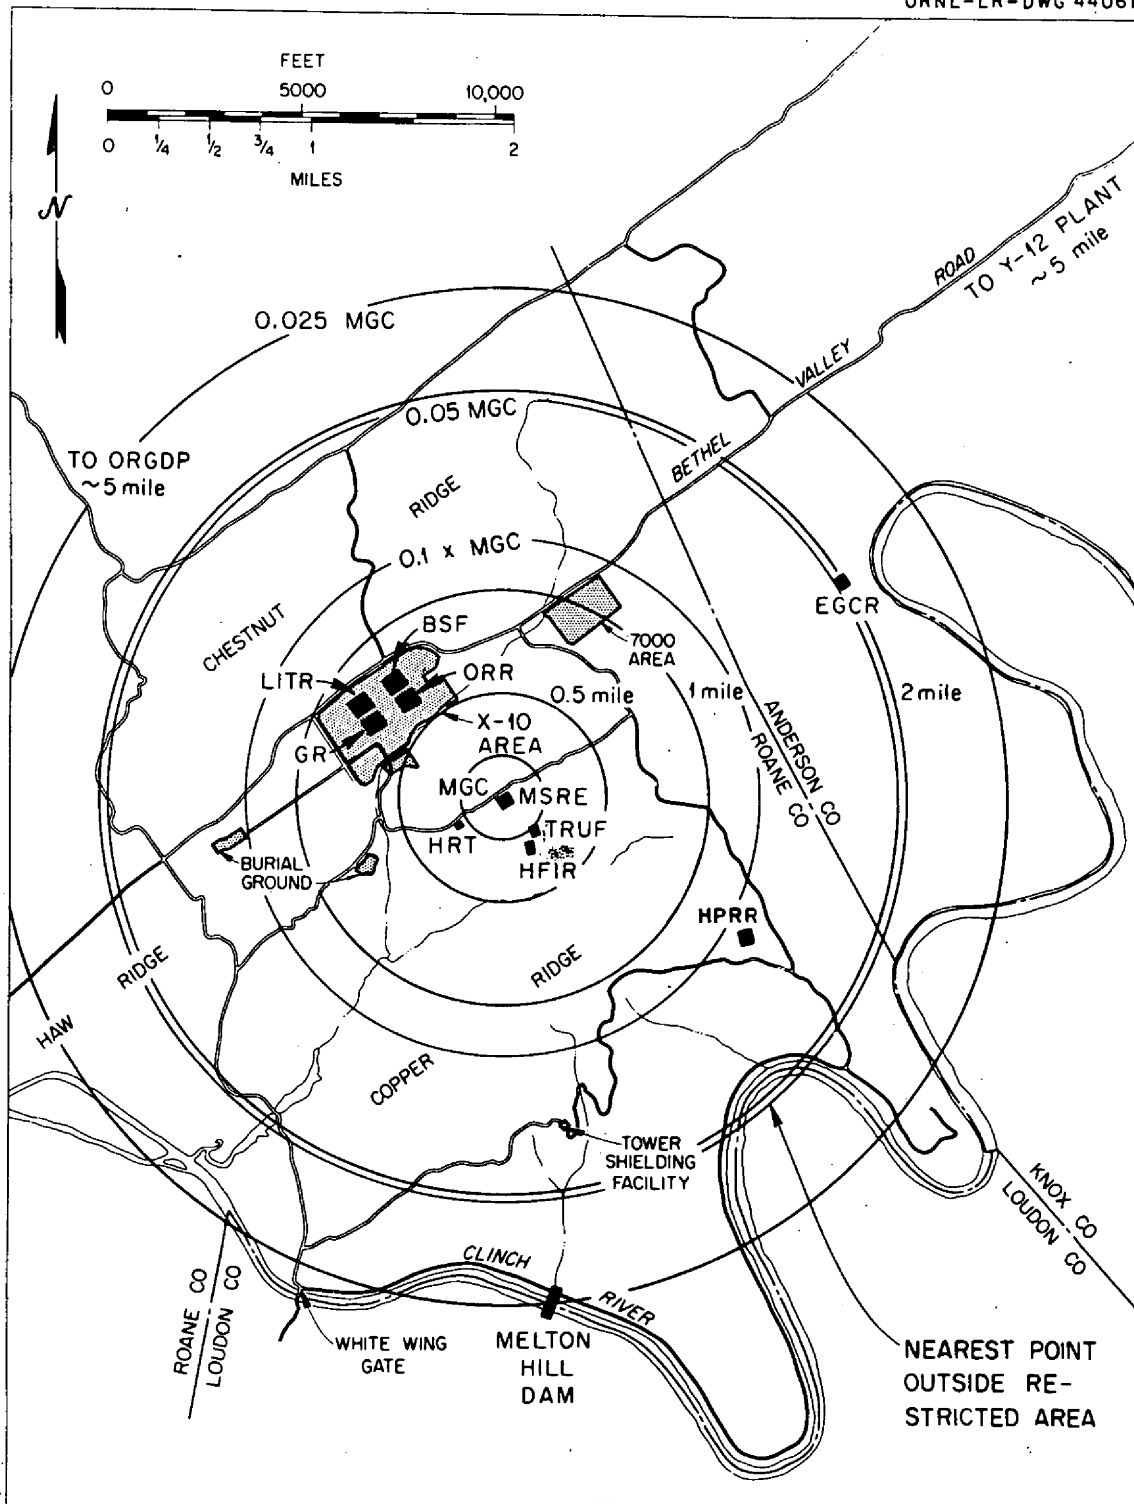 ORNL-LR-DWG 44061
FEET
0 5000 10,000
0 1/4 1/2 3/4 1 2
MILES
N
TO Y-12 PLANT
~5 mile
BETHEL VALLEY ROAD
0.025 MGC
0.05 MGC
TO ORGDP
~5 mile
CHESTNUT RIDGE
0.1 x MGC
EGCR
BSF
7000
AREA
LITR
ORR
0.5 mile
1 mile
2 mile
X-10
AREA
GR
ANDERSON CO
ROANE CO
MGC
MSRE
HRT
TRUF
HFIR
BURIAL
GROUND
HPRR
HAW RIDGE
COPPER RIDGE
TOWER
SHIELDING
FACILITY
KNOX CO
LOUDON CO
CLINCH RIVER
ROANE CO
LOUDON CO
WHITE WING
GATE
MELTON
HILL
DAM
NEAREST POINT
OUTSIDE RE-
STRICTED AREA